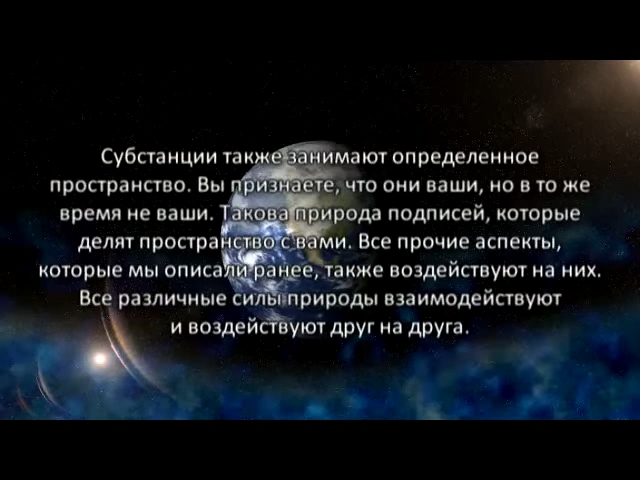 Субстанции также занимают определенное
пространство. Вы признаете, что они ваши, но в то же
время не ваши. Такова природа подписей, которые
делят пространство с вами. Все прочие аспекты,
которые мы описали ранее, также воздействуют на них.
Все различные силы природы взаимодействуют
и воздействуют друг на друга.